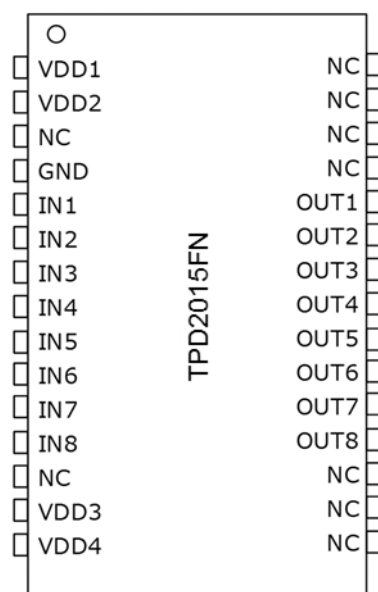 VDD1 NC
VDD2 NC
NC NC
GND NC
IN1 OUT1
IN2 OUT2
IN3 OUT3
IN4 OUT4
IN5 OUT5
IN6 OUT6
IN7 OUT7
IN8 OUT8
NC NC
VDD3 NC
VDD4 NC
TPD2015FN